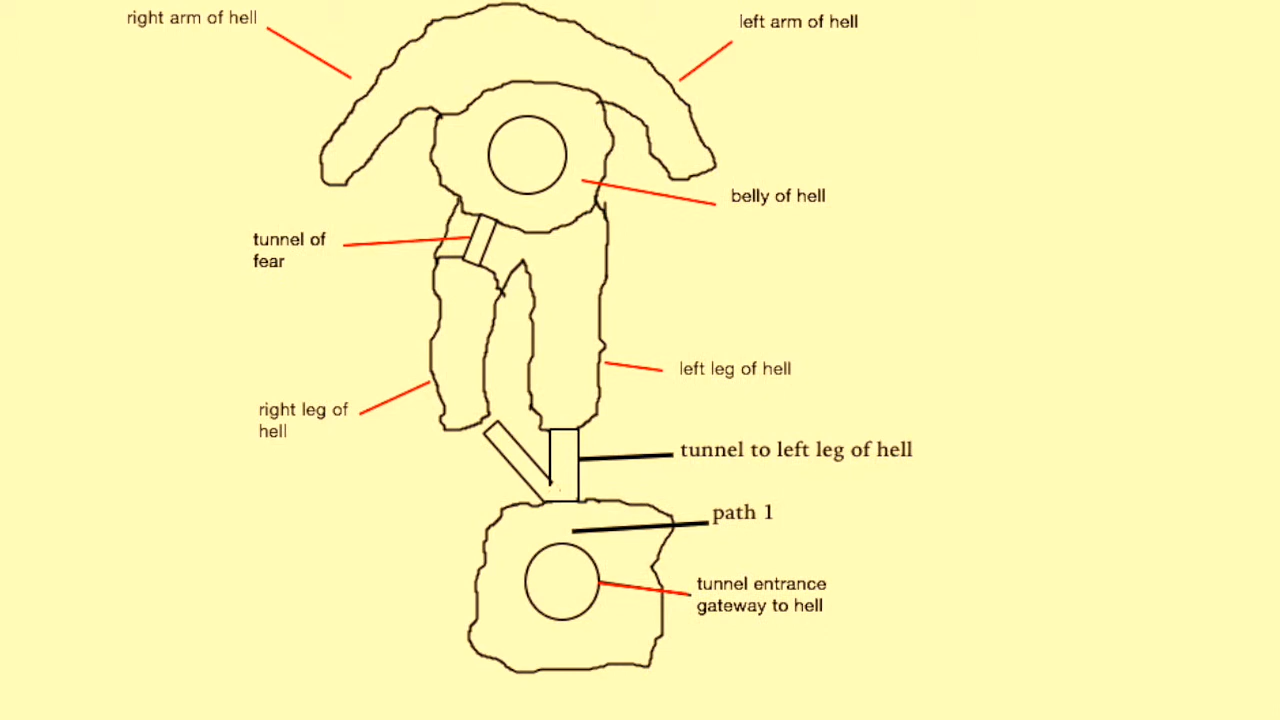 right arm of hell
left arm of hell
belly of hell
tunnel of
fear
left leg of hell
right leg of
hell
tunnel to left leg of hell
path 1
tunnel entrance
gateway to hell